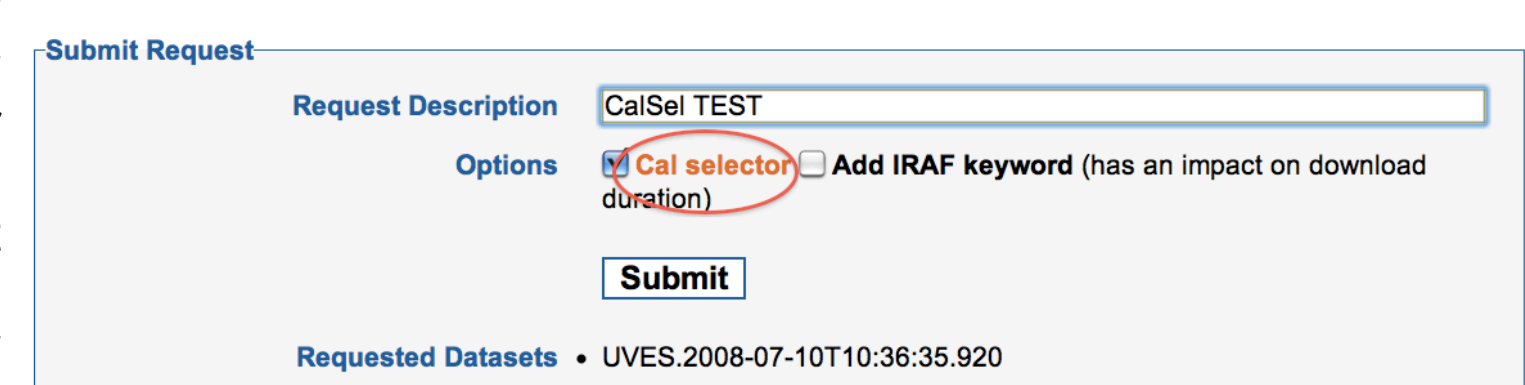 Submit Request
Request Description CalSel TEST
Options Cal selector Add IRAF keyword (has an impact on download
duration)
Submit
Requested Datasets • UVES.2008-07-10T10:36:35.920